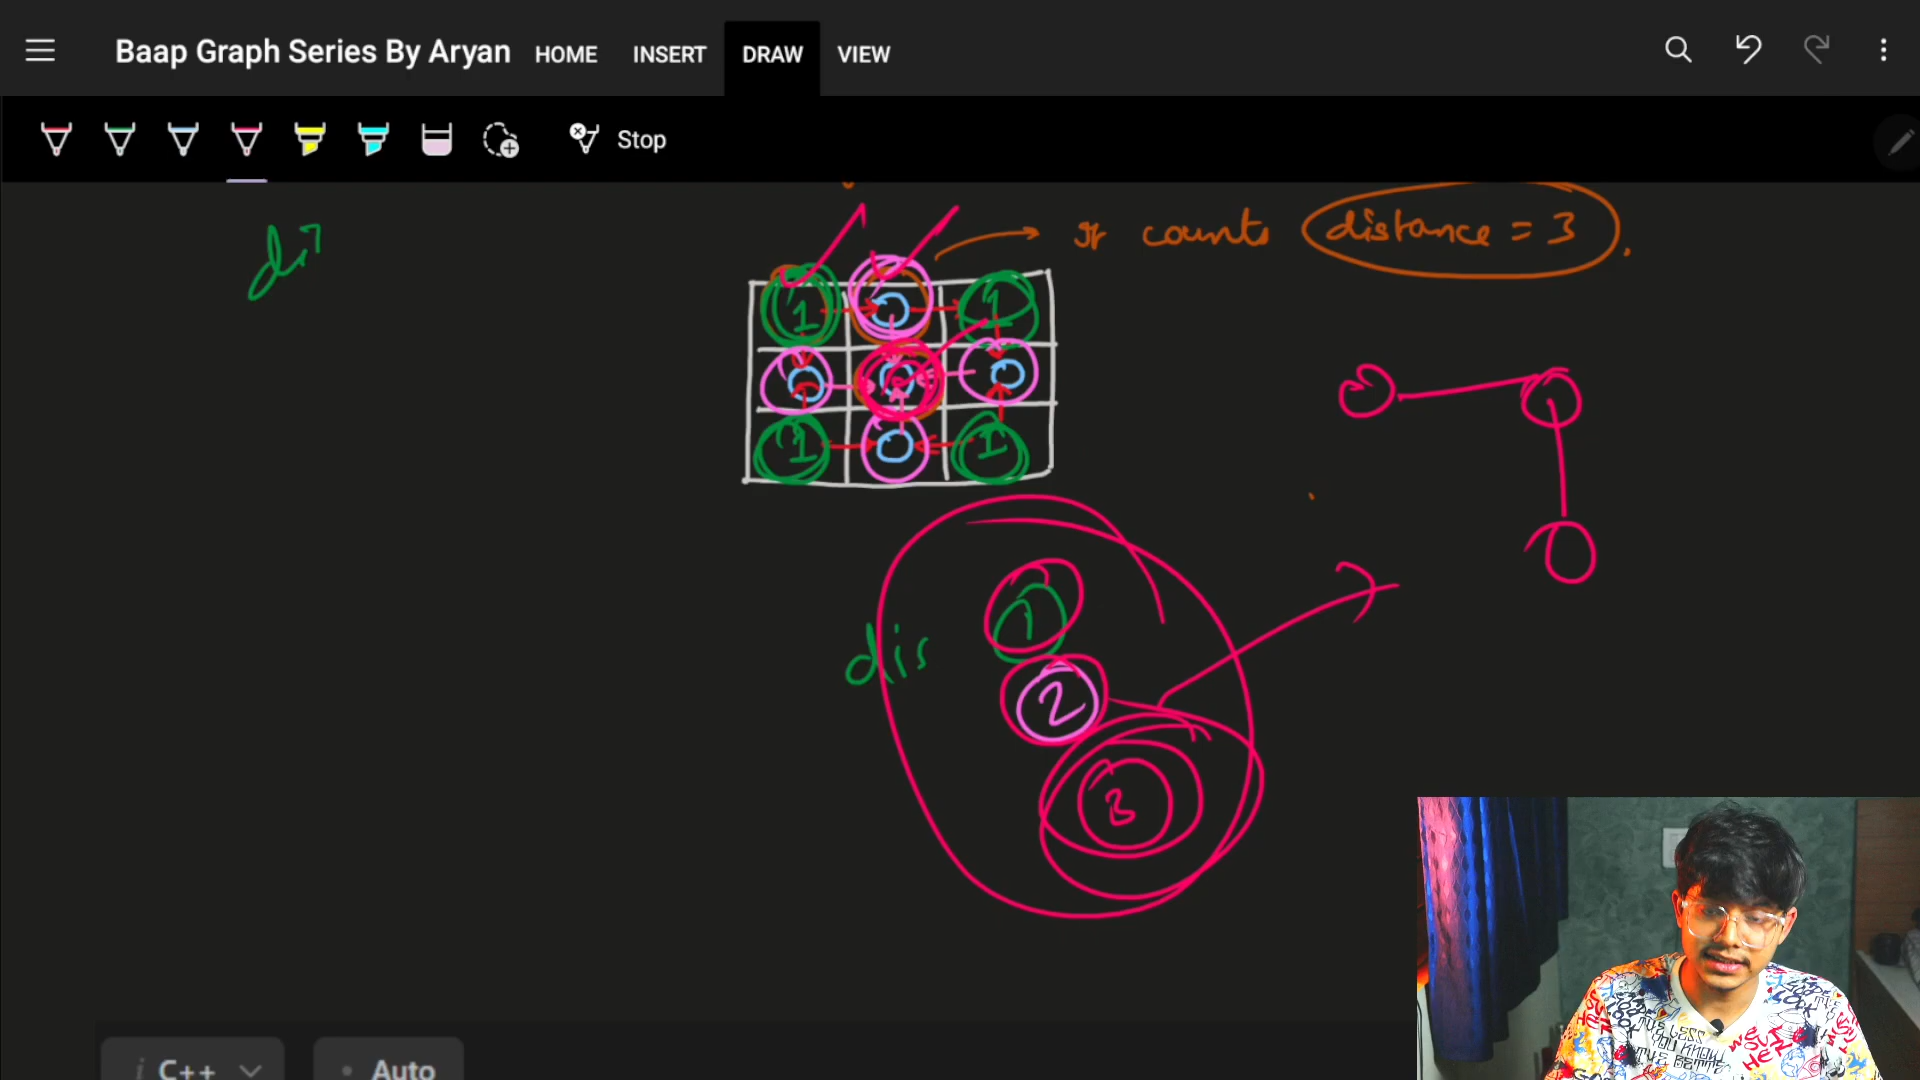 Baap Graph Series By Aryan HOME INSERT DRAW VIEW
Stop
counts distance = 3
1 0 1
0 0 0
1 0 1
1
dis
2
3
C++ Auto